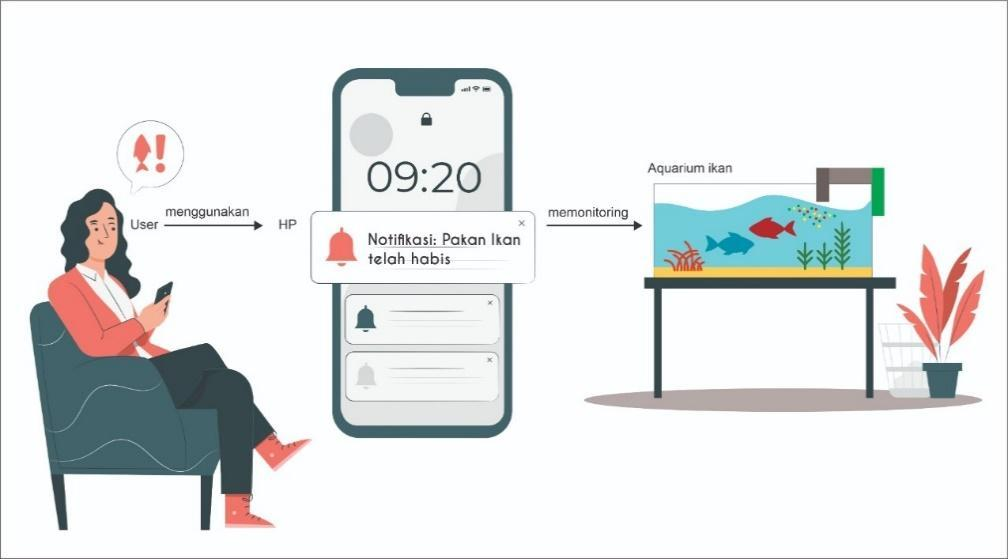 User
menggunakan
HP
09:20
Notifikasi: Pakan Ikan
telah habis
memonitoring
Aquarium ikan